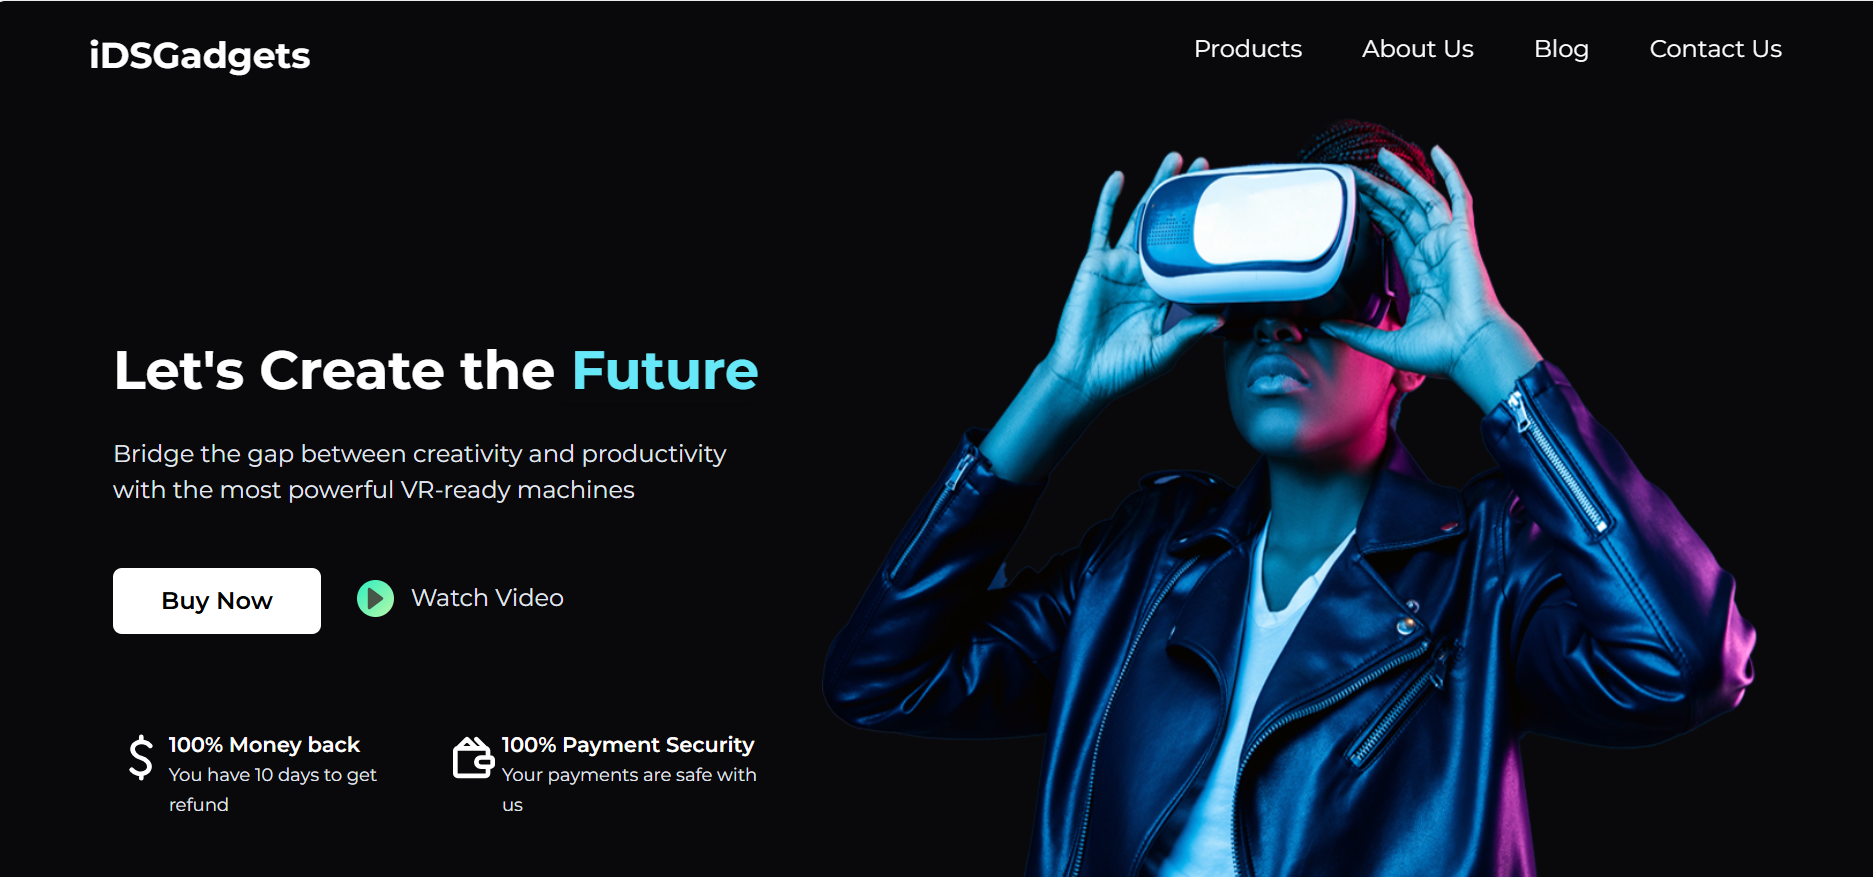 iDSGadgets
Products
About Us
Blog
Contact Us
Let's Create the Future
Bridge the gap between creativity and productivity
with the most powerful VR-ready machines
Buy Now
Watch Video
100% Money back
You have 10 days to get
refund
100% Payment Security
Your payments are safe with
us